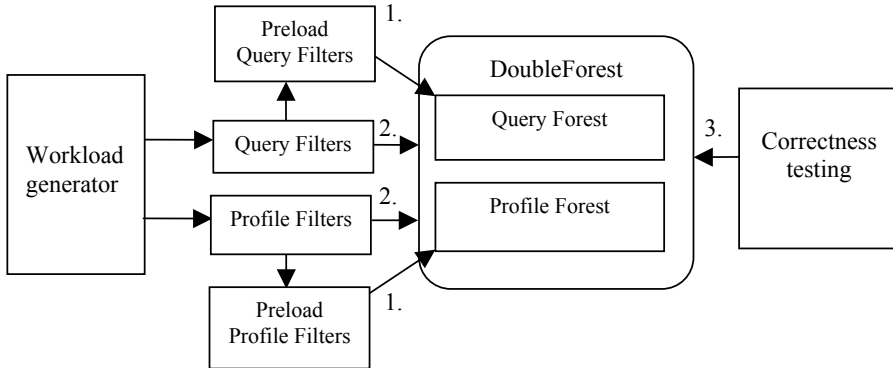 1.
Preload
Query Filters
DoubleForest
Query Forest
2.
Query Filters
3.
Workload
generator
Correctness
testing
2.
Profile Filters
Profile Forest
1.
Preload
Profile Filters